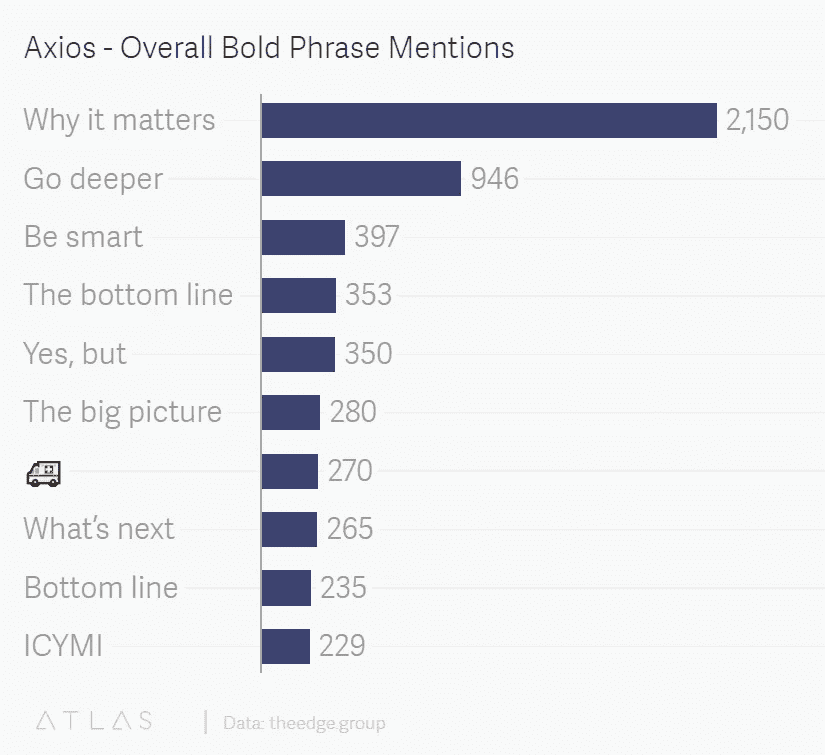 Axios - Overall Bold Phrase Mentions
Why it matters 2,150
Go deeper 946
Be smart 397
The bottom line 353
Yes, but 350
The big picture 280
🚑 270
What's next 265
Bottom line 235
ICYMI 229
ATLAS | Data: theedge.group